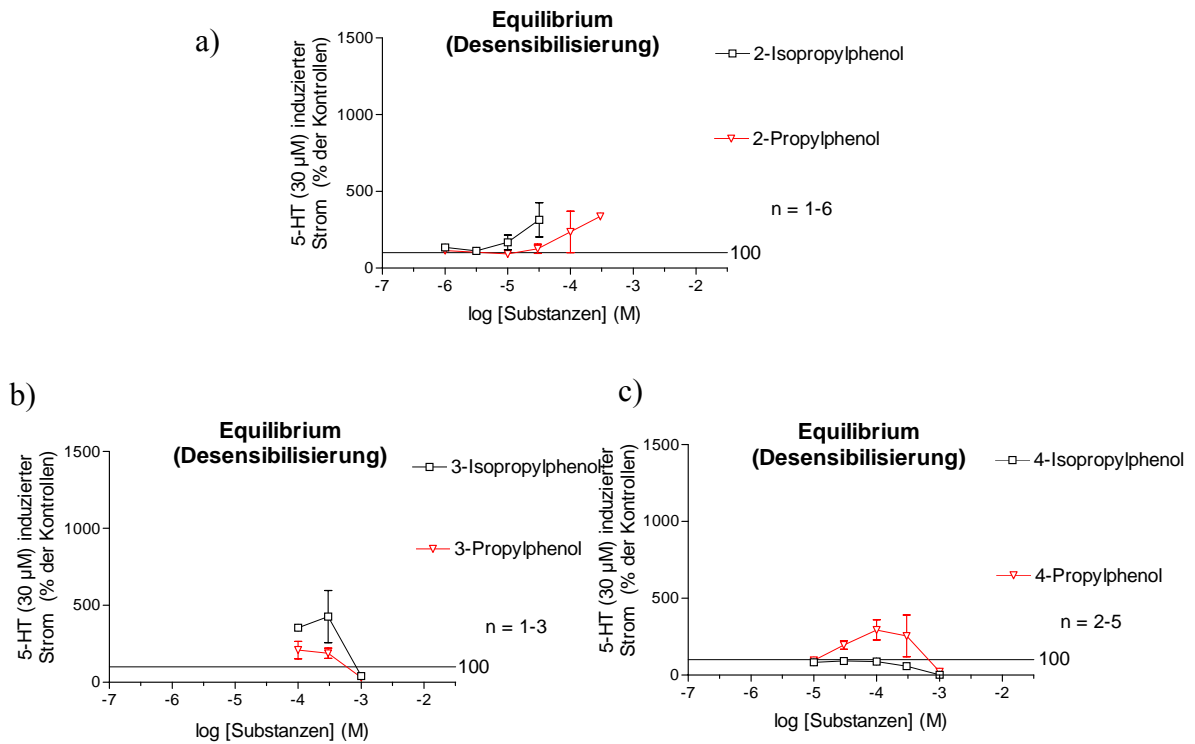 a)
Equilibrium
(Desensibilisierung)
1500
1000
500
0
5-HT (30 µM) induzierter
Strom (% der Kontrollen)
2-Isopropylphenol
2-Propylphenol
n = 1-6
100
-7 -6 -5 -4 -3 -2
log [Substanzen] (M)
b)
Equilibrium
(Desensibilisierung)
1500
1000
500
0
5-HT (30 µM) induzierter
Strom (% der Kontrollen)
3-Isopropylphenol
3-Propylphenol
n = 1-3
100
-7 -6 -5 -4 -3 -2
log [Substanzen] (M)
c)
Equilibrium
(Desensibilisierung)
1500
1000
500
0
5-HT (30 µM) induzierter
Strom (% der Kontrollen)
4-Isopropylphenol
4-Propylphenol
n = 2-5
100
-7 -6 -5 -4 -3 -2
log [Substanzen] (M)